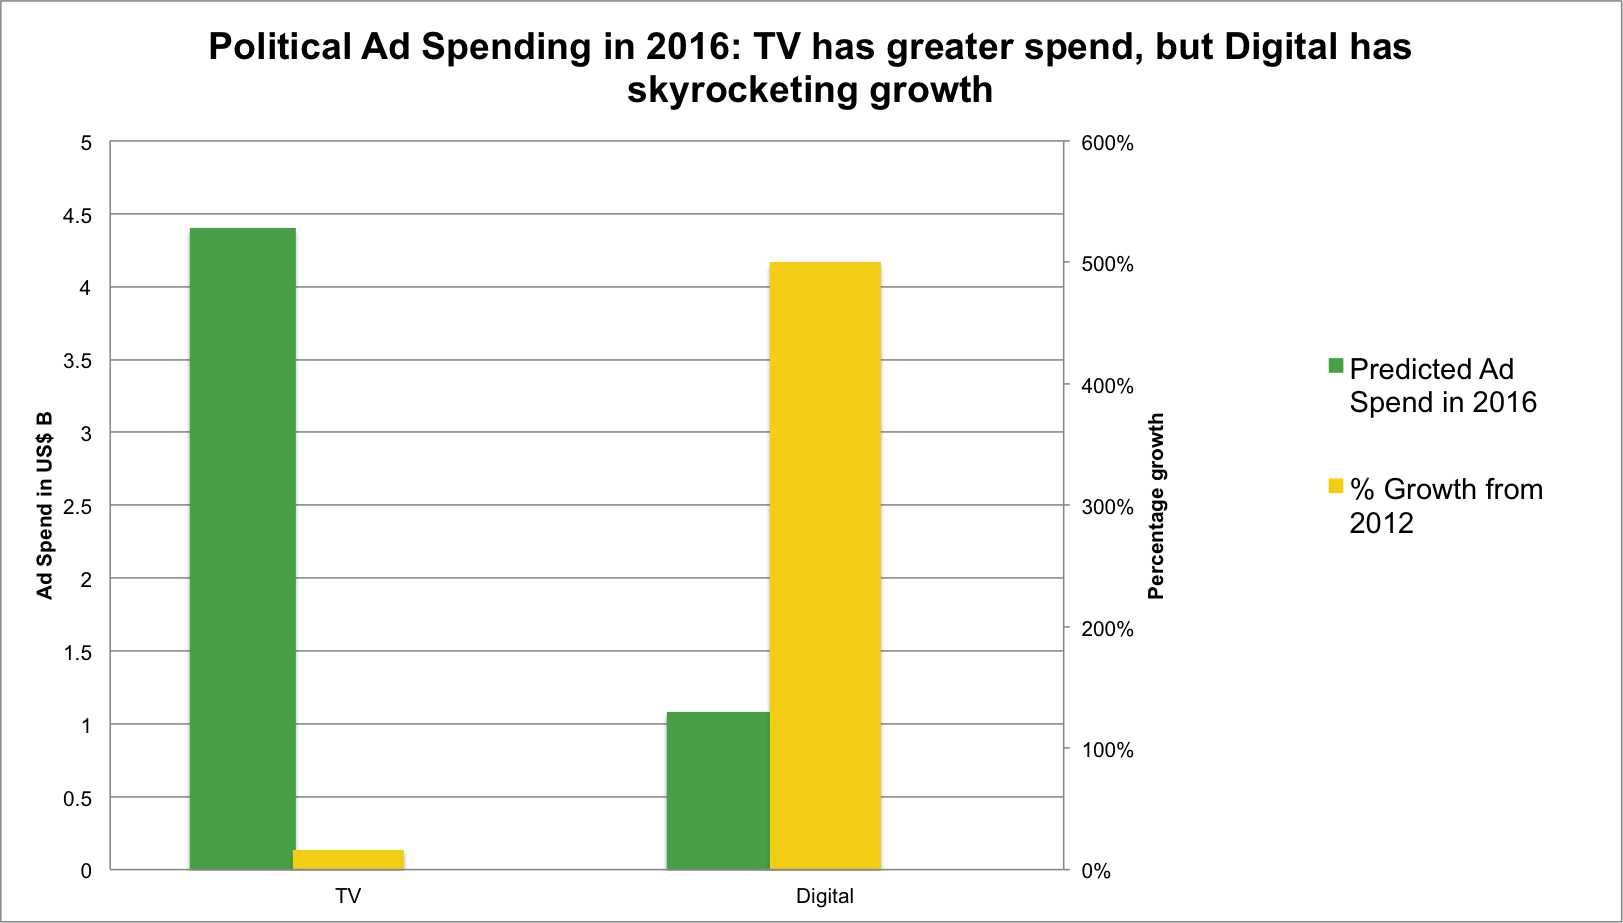 Political Ad Spending in 2016: TV has greater spend, but Digital has
skyrocketing growth
5
4.5
4
3.5
3
2.5
2
1.5
1
0.5
0
Ad Spend in US$ B
600%
500%
400%
300%
200%
100%
0%
Percentage growth
TV
Digital
Predicted Ad
Spend in 2016
% Growth from
2012